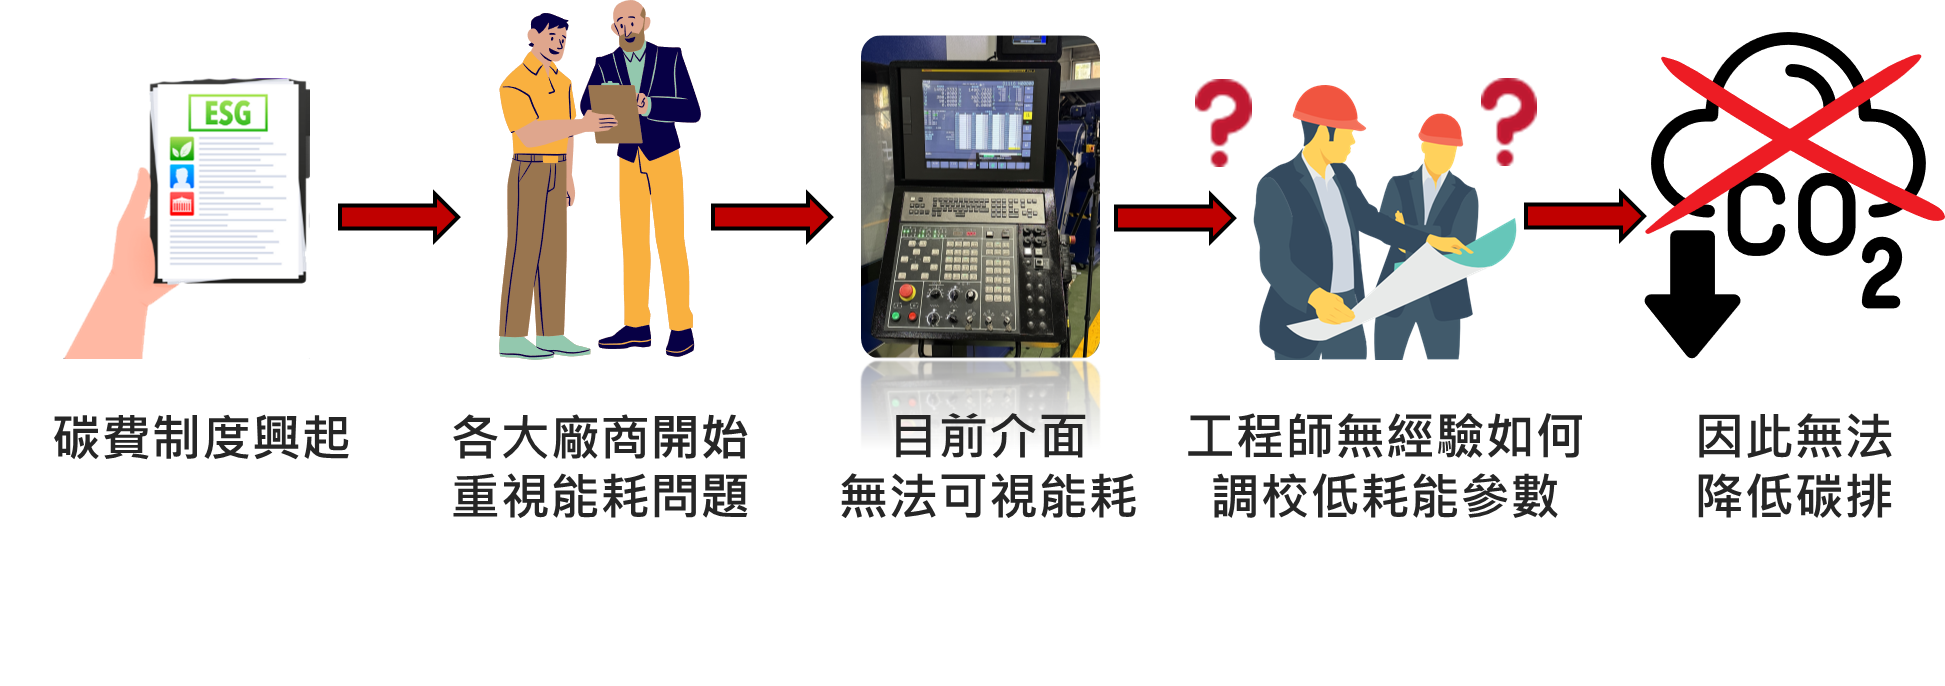 ESG
CO2
碳費制度興起
各大廠商開始
重視能耗問題
目前介面
無法可視能耗
工程師無經驗如何
調校低耗能參數
因此無法
降低碳排